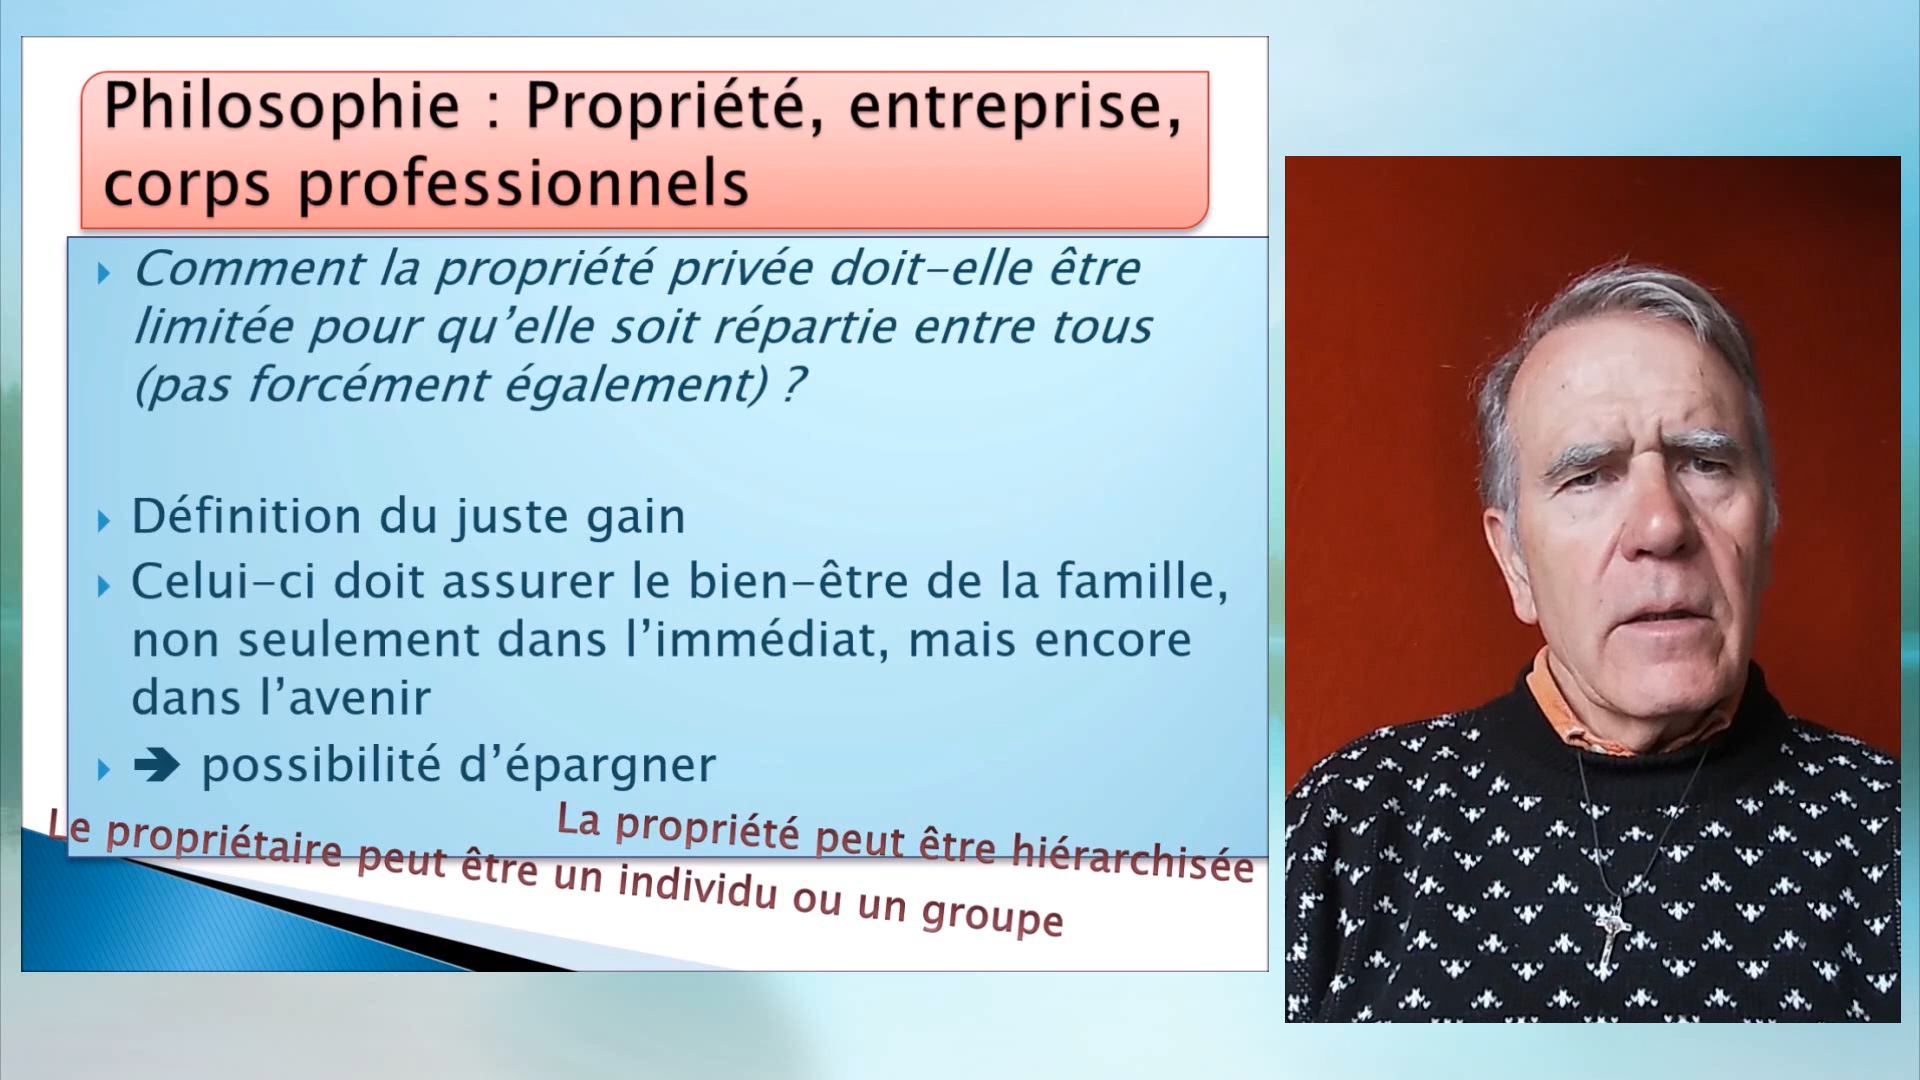 Philosophie : Propriété, entreprise,
corps professionnels
Comment la propriété privée doit-elle être
limitée pour qu’elle soit répartie entre tous
(pas forcément également) ?
Définition du juste gain
Celui-ci doit assurer le bien-être de la famille,
non seulement dans l’immédiat, mais encore
dans l’avenir
➔ possibilité d’épargner
La propriété peut être hiérarchisée
Le propriétaire peut être un individu ou un groupe